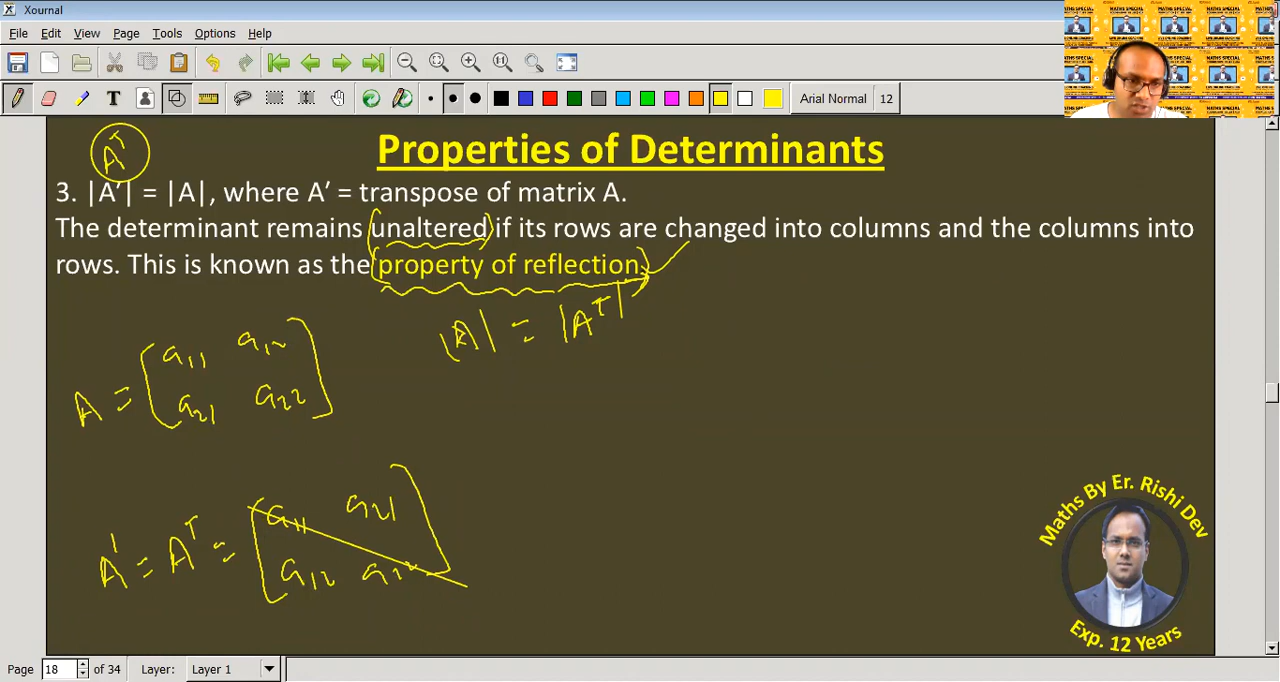 Xournal
File Edit View Page Tools Options Help
Arial Normal 12
Properties of Determinants
Aᵀ
3. |A′| = |A|, where A′ = transpose of matrix A.
The determinant remains unaltered if its rows are changed into columns and the columns into
rows. This is known as the property of reflection.
|A| = |Aᵀ|
A = [a₁₁ a₁₂
a₂₁ a₂₂]
A′ = Aᵀ = [a₁₁ a₂₁
a₁₂ a₂₂]
Maths By Er. Rishi Dev
Exp. 12 Years
Page 18 of 34 Layer: Layer 1